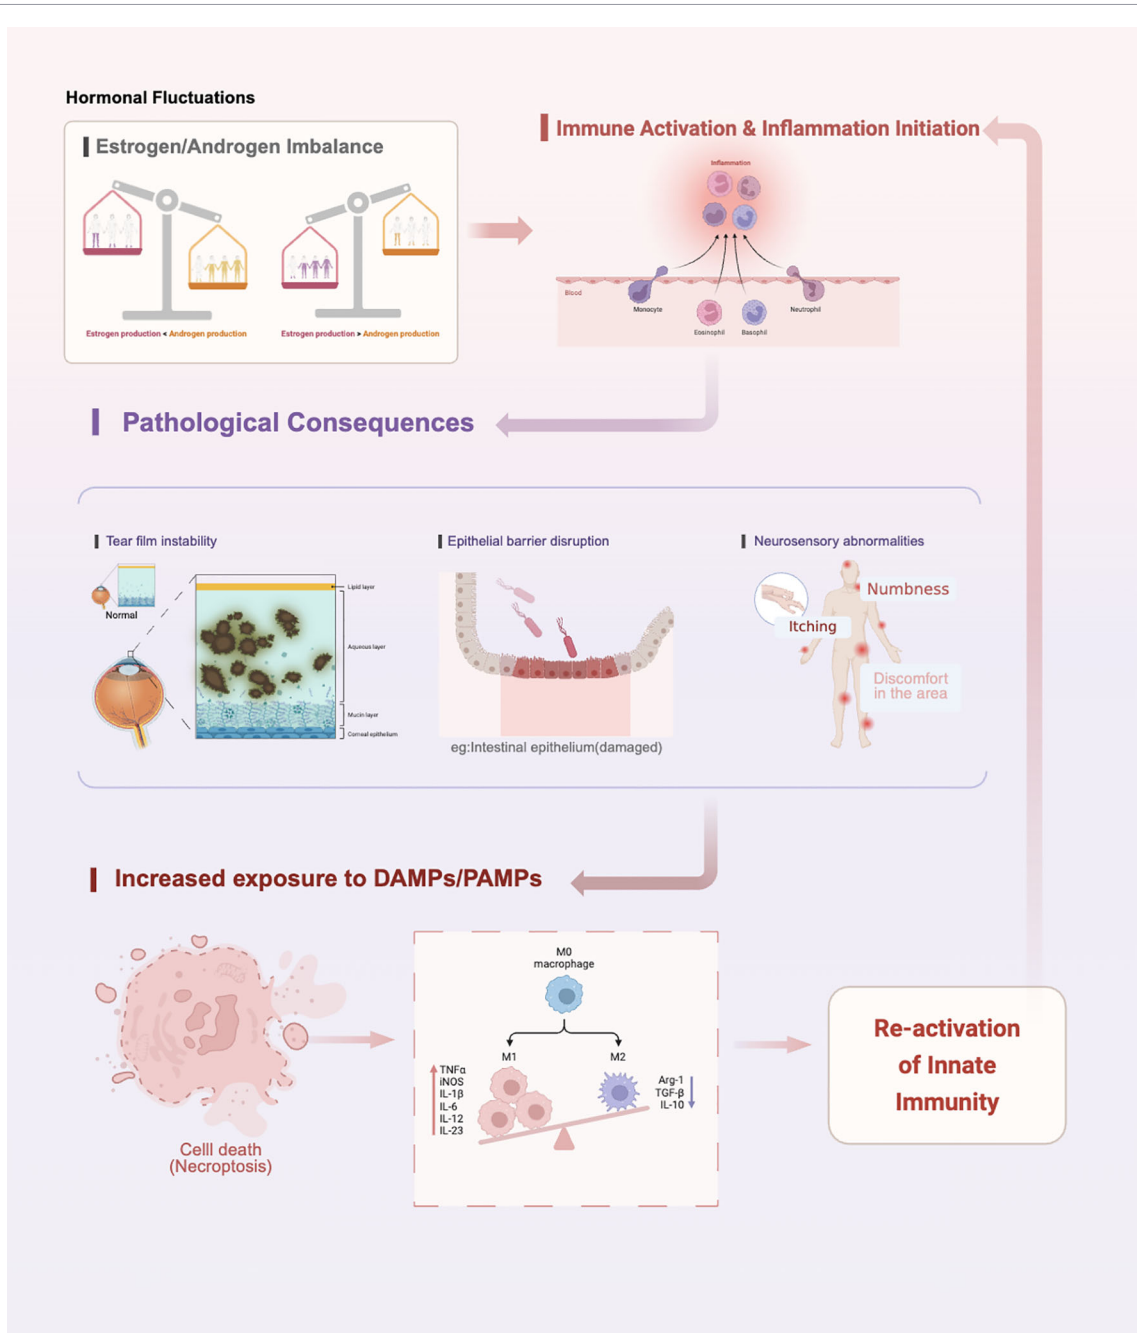 Hormonal Fluctuations
Estrogen/Androgen Imbalance
Estrogen production < Androgen production
Estrogen production > Androgen production
Immune Activation & Inflammation Initiation
Inflammation
Blood
Monocyte
Neutrophil
Eosinophil
Basophil
Pathological Consequences
Tear film instability
Normal
Lipid layer
Aqueous layer
Mucin layer
Corneal epithelium
Epithelial barrier disruption
eg:Intestinal epithelium(damaged)
Neurosensory abnormalities
Numbness
Itching
Discomfort
in the area
Increased exposure to DAMPs/PAMPs
Celll death
(Necroptosis)
M0
macrophage
M1
M2
TNFα
iNOS
IL-1β
IL-6
IL-12
IL-23
Arg-1
TGF-β
IL-10
Re-activation
of Innate
Immunity